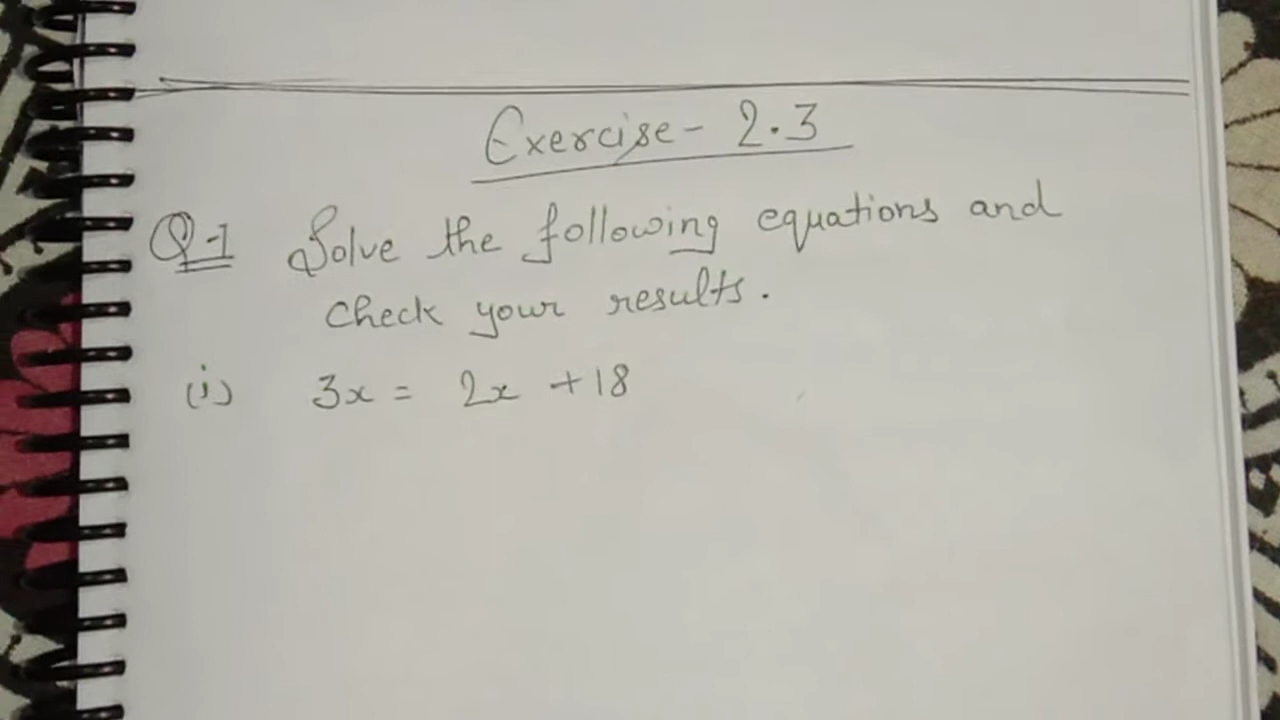 Exercise - 2.3
Q-1 Solve the following equations and
check your results.
(i) 3x = 2x + 18